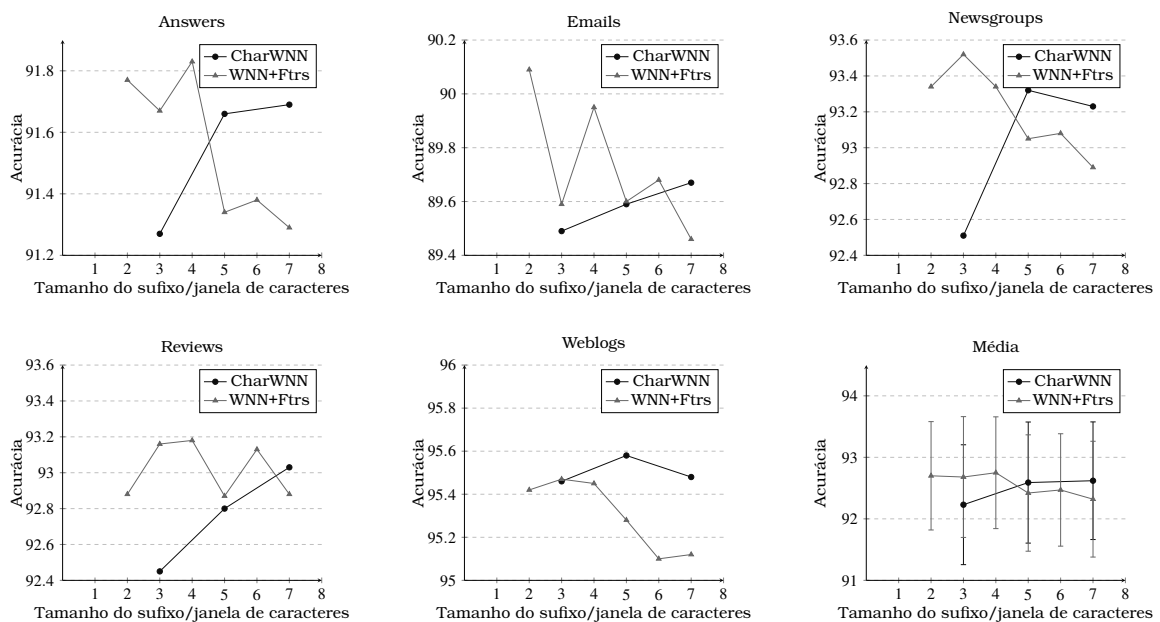 Answers
CharWNN
WNN+Ftrs
91.8
91.6
91.4
91.2
Acurácia
1 2 3 4 5 6 7 8
Tamanho do sufixo/janela de caracteres
Emails
CharWNN
WNN+Ftrs
90.2
90
89.8
89.6
89.4
Acurácia
1 2 3 4 5 6 7 8
Tamanho do sufixo/janela de caracteres
Newsgroups
CharWNN
WNN+Ftrs
93.6
93.4
93.2
93
92.8
92.6
92.4
Acurácia
1 2 3 4 5 6 7 8
Tamanho do sufixo/janela de caracteres
Reviews
CharWNN
WNN+Ftrs
93.6
93.4
93.2
93
92.8
92.6
92.4
Acurácia
1 2 3 4 5 6 7 8
Tamanho do sufixo/janela de caracteres
Weblogs
CharWNN
WNN+Ftrs
96
95.8
95.6
95.4
95.2
95
Acurácia
1 2 3 4 5 6 7 8
Tamanho do sufixo/janela de caracteres
Média
CharWNN
WNN+Ftrs
94
93
92
91
Acurácia
1 2 3 4 5 6 7 8
Tamanho do sufixo/janela de caracteres